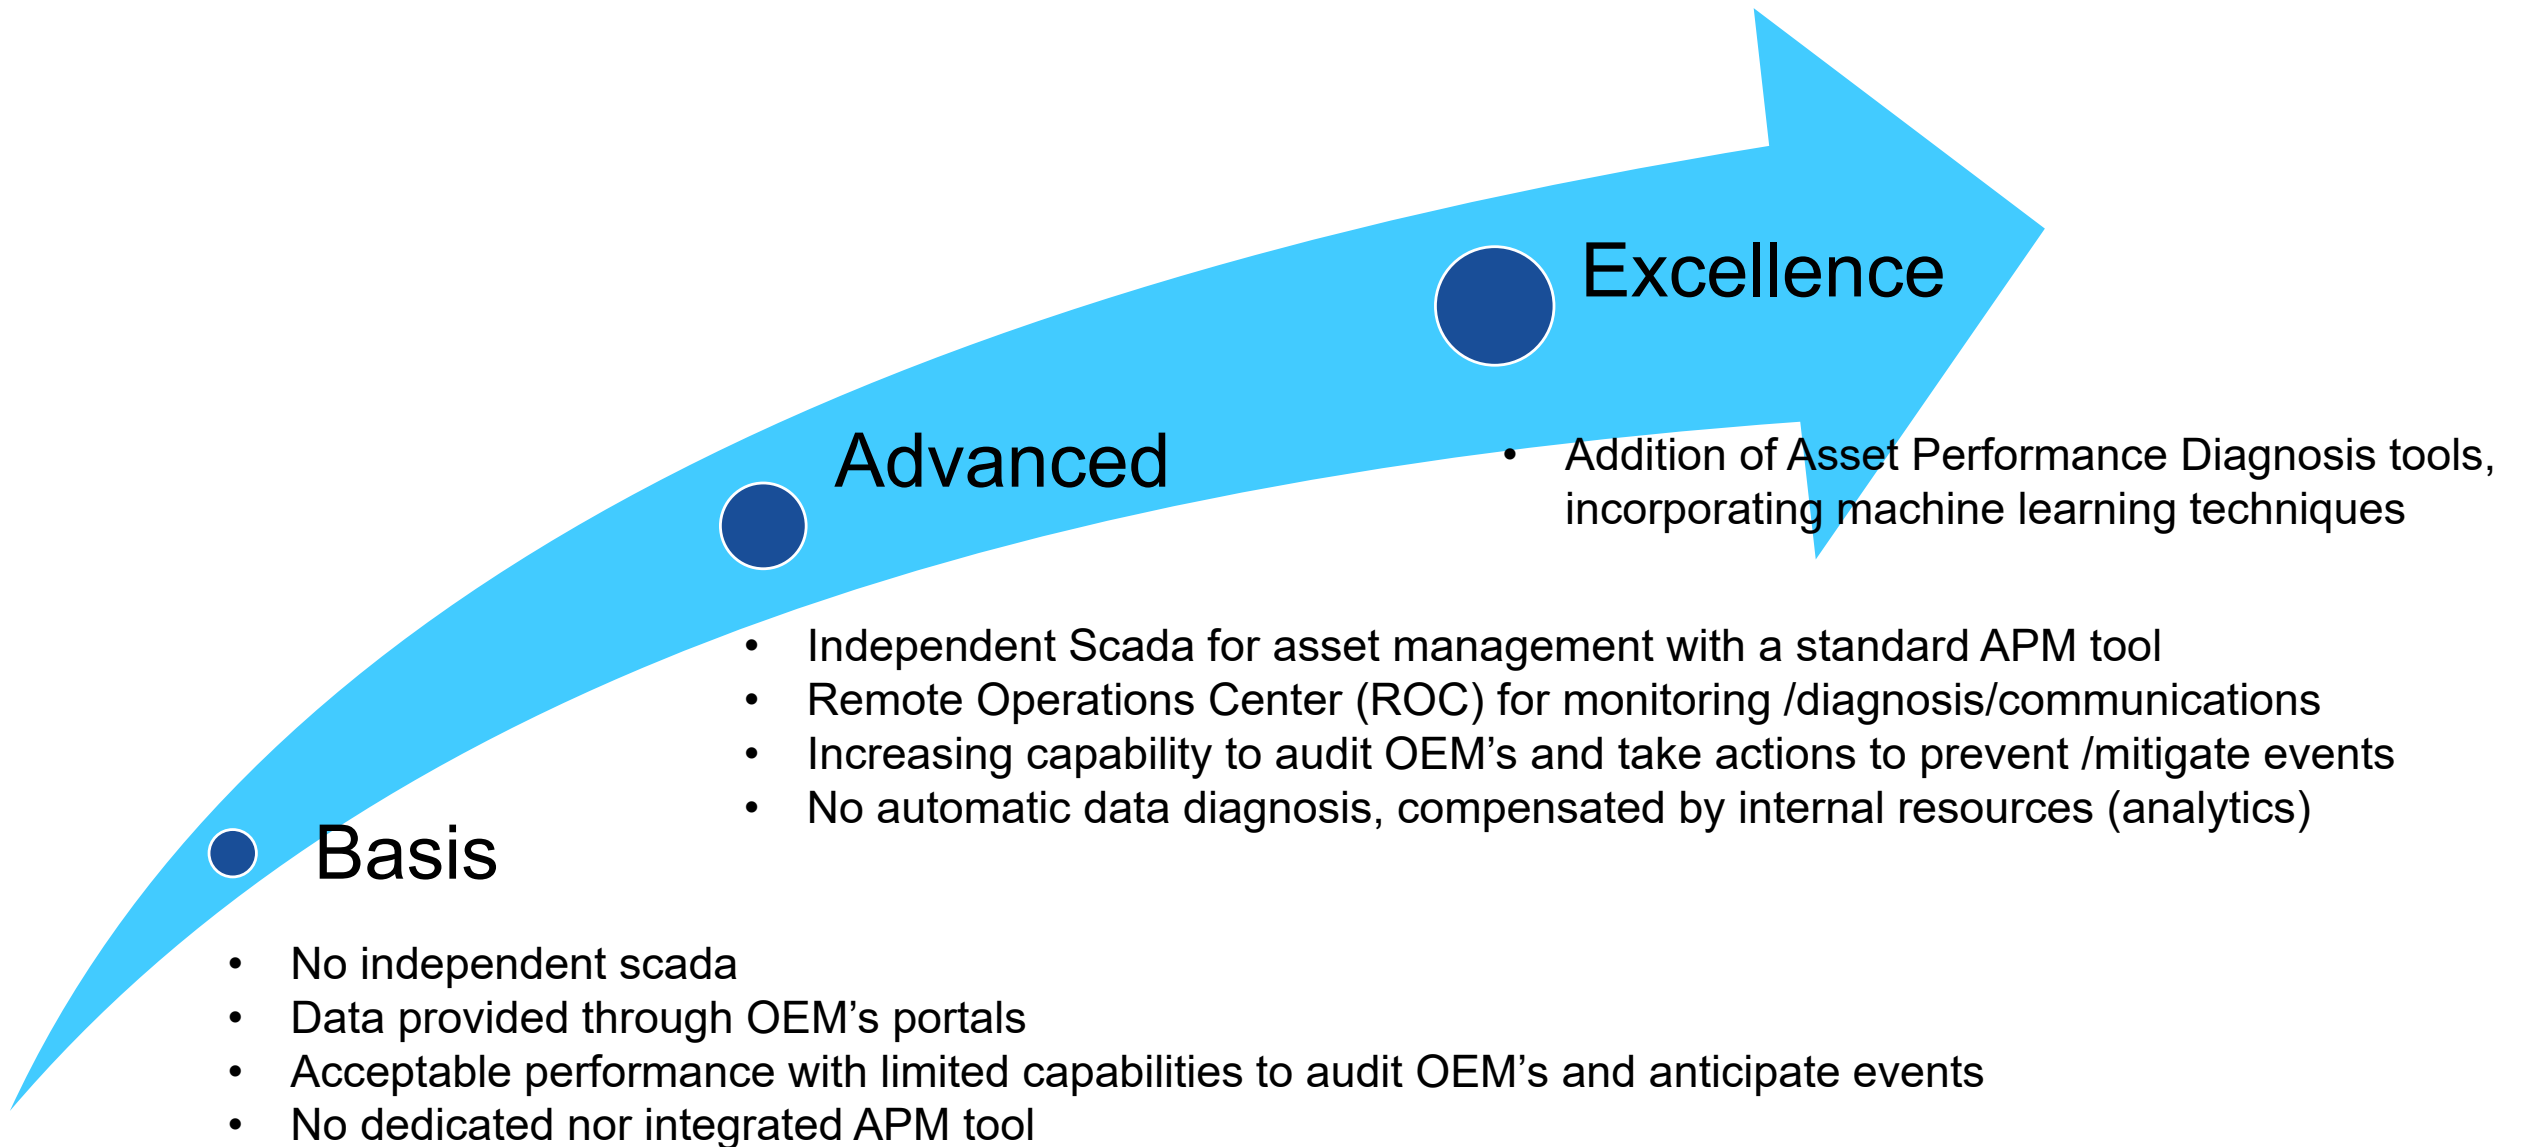 Excellence
• Addition of Asset Performance Diagnosis tools,
incorporating machine learning techniques
Advanced
• Independent Scada for asset management with a standard APM tool
• Remote Operations Center (ROC) for monitoring /diagnosis/communications
• Increasing capability to audit OEM’s and take actions to prevent /mitigate events
• No automatic data diagnosis, compensated by internal resources (analytics)
Basis
• No independent scada
• Data provided through OEM’s portals
• Acceptable performance with limited capabilities to audit OEM’s and anticipate events
• No dedicated nor integrated APM tool